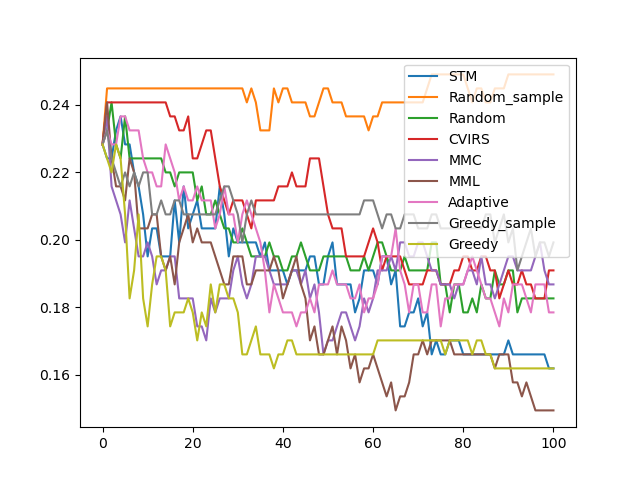 STM
Random_sample
Random
CVIRS
MMC
MML
Adaptive
Greedy_sample
Greedy
0.24
0.22
0.20
0.18
0.16
0 20 40 60 80 100